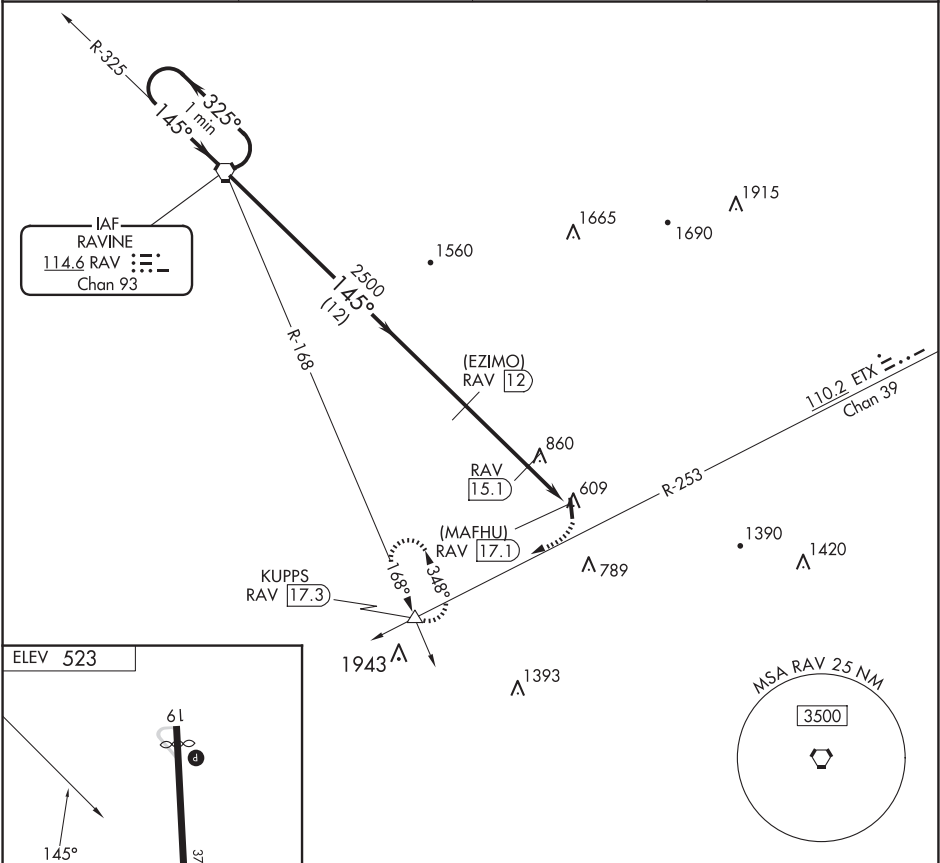 R-325
325°
1 min
145°
IAF
RAVINE
114.6 RAV
Chan 93
1560
1665
1690
1915
2500
145°
(12)
R-168
(EZIMO)
RAV 12
110.2 ETX
Chan 39
860
RAV
15.1
609
R-253
(MAFHU)
RAV 17.1
1390
1420
789
KUPPS
RAV 17.3
168°
348°
1943
1393
MSA RAV 25 NM
3500
ELEV 523
19
P
145°
37